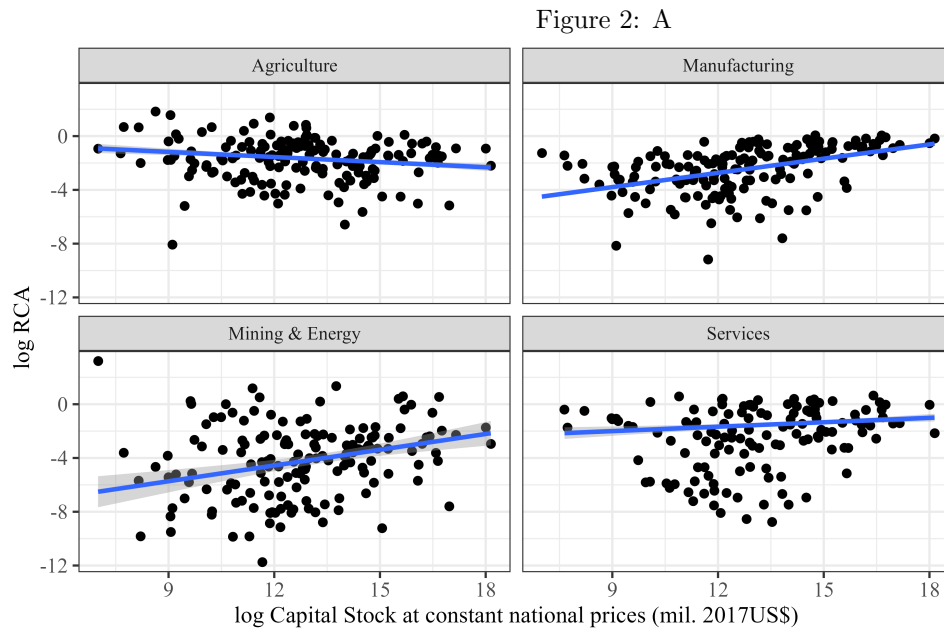 Figure 2: A
Agriculture
Manufacturing
0
-4
-8
-12
Mining & Energy
Services
0
-4
-8
-12
log RCA
9
12
15
18
9
12
15
18
log Capital Stock at constant national prices (mil. 2017US$)